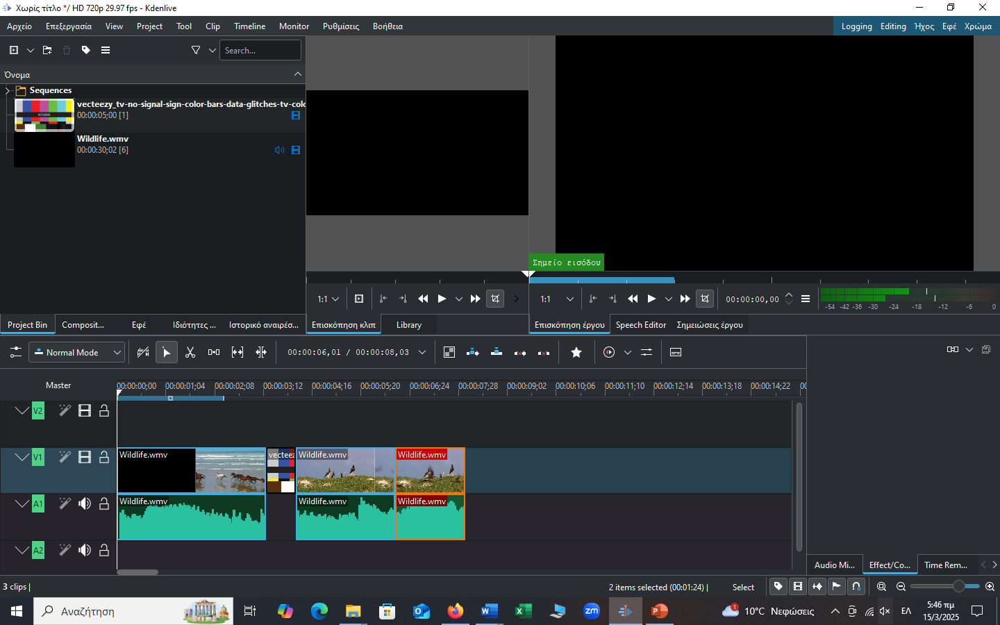 Χωρίς τίτλο */ HD 720p 29.97 fps - Kdenlive
Αρχείο Επεξεργασία View Project Tool Clip Timeline Monitor Ρυθμίσεις Βοήθεια Logging Editing Ήχος Εφέ Χρώμα
Search...
Όνομα
Sequences
vecteezy_tv-no-signal-sign-color-bars-data-glitches-tv-colo
00:00:05;00 [1]
NO SIGNAL
Wildlife.wmv
00:00:30;02 [6]
Σημείο εισόδου
1:1 1:1 00:00:00,00
-54 -42 -36 -30 -24 -18 -12 -6 0
Project Bin Composit... Εφέ Ιδιότητες ... Ιστορικό αναιρέσ... Επισκόπηση κλιπ Library Επισκόπηση έργου Speech Editor Σημειώσεις έργου
Normal Mode 00:00:06,01 / 00:00:08,03
Master 00:00:00;00 00:00:01;04 00:00:02;08 00:00:03;12 00:00:04;16 00:00:05;20 00:00:06;24 00:00:07;28 00:00:09;02 00:00:10;06 00:00:11;10 00:00:12;14 00:00:13;18 00:00:14;22 00
V2
V1 Wildlife.wmv vecteez Wildlife.wmv Wildlife.wmv
A1 Wildlife.wmv Wildlife.wmv Wildlife.wmv
A2
Audio Mi... Effect/Co... Time Rem...
3 clips | 2 items selected (00:01:24) | Select
Αναζήτηση zm 1 10°C Νεφώσεις ΕΛ 5:46 πμ
15/3/2025